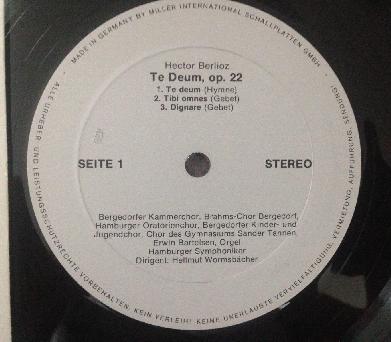 MADE IN GERMANY BY MILLER INTERNATIONAL SCHALLPLATTEN GMBH
Hector Berlioz
Te Deum, op. 22
1. Te deum (Hymne)
2. Tibi omnes (Gebet)
3. Dignare (Gebet)
SEITE 1
STEREO
Bergedorfer Kammerchor, Brahms-Chor Bergedorf,
Hamburger Oratorienchor, Bergedorfer Kinder- und
Jugendchor, Chor des Gymnasiums Sander Tannen,
Erwin Bartelsen, Orgel
Hamburger Symphoniker
Dirigent: Hellmut Wormsbächer
ALLE URHEBER- UND LEISTUNGSSCHUTZRECHTE VORBEHALTEN. KEIN VERLEIH! KEINE UNERLAUBTE VERVIELFÄLTIGUNG, VERMIETUNG, AUFFÜHRUNG, SENDUNG!